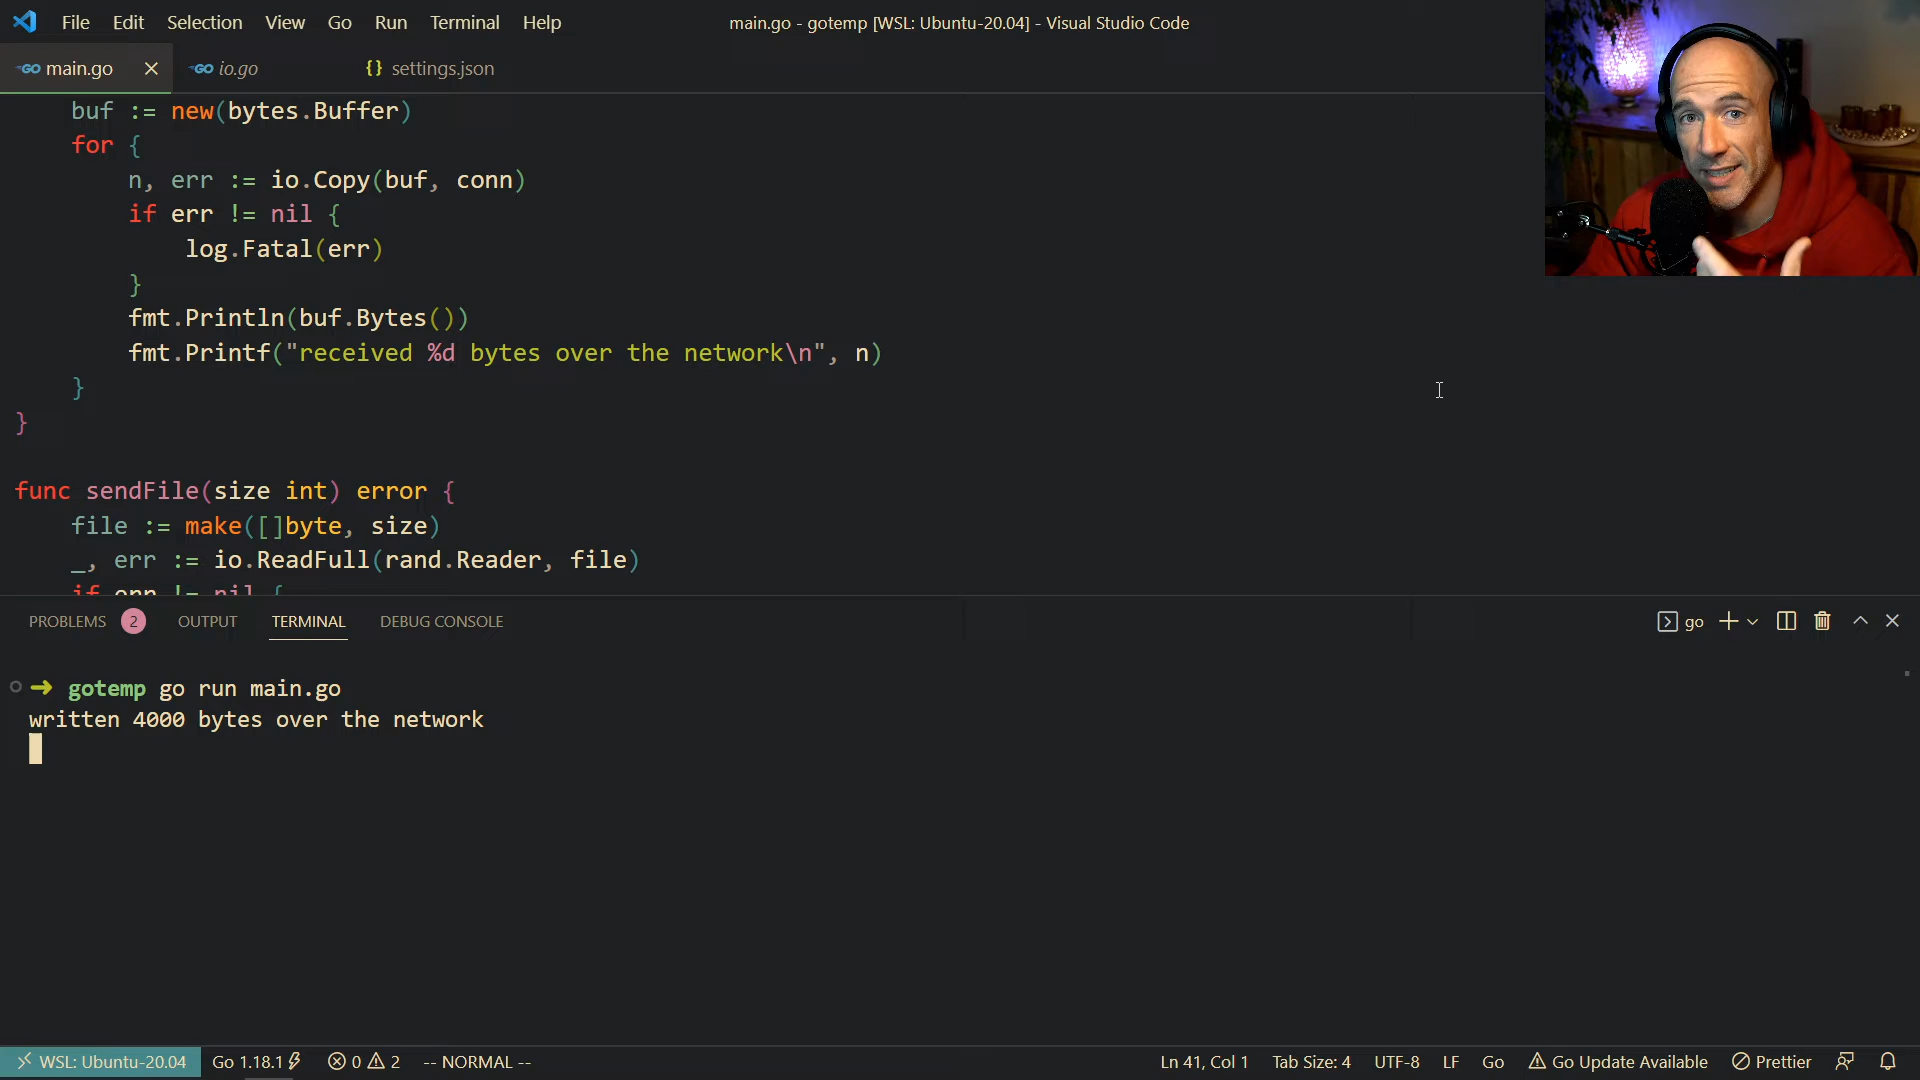 File Edit Selection View Go Run Terminal Help
main.go - gotemp [WSL: Ubuntu-20.04] - Visual Studio Code
GO main.go GO io.go {} settings.json
buf := new(bytes.Buffer)
for {
n, err := io.Copy(buf, conn)
if err != nil {
log.Fatal(err)
}
fmt.Println(buf.Bytes())
fmt.Printf("received %d bytes over the network\n", n)
}
}
func sendFile(size int) error {
file := make([]byte, size)
_, err := io.ReadFull(rand.Reader, file)
if err != nil {
PROBLEMS 2 OUTPUT TERMINAL DEBUG CONSOLE
go
gotemp go run main.go
written 4000 bytes over the network
WSL: Ubuntu-20.04 Go 1.18.1 0 2 -- NORMAL -- Ln 41, Col 1 Tab Size: 4 UTF-8 LF Go Go Update Available Prettier